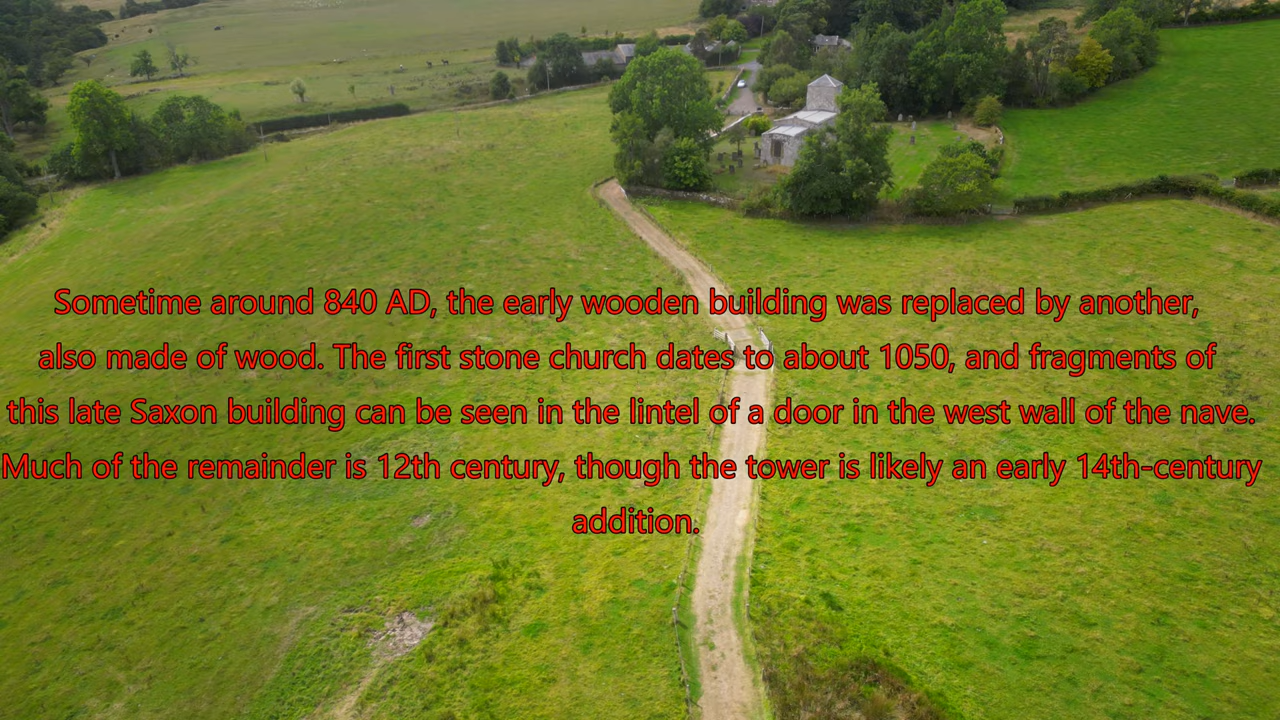 Sometime around 840 AD, the early wooden building was replaced by another,
also made of wood. The first stone church dates to about 1050, and fragments of
this late Saxon building can be seen in the lintel of a door in the west wall of the nave.
Much of the remainder is 12th century, though the tower is likely an early 14th-century
addition.